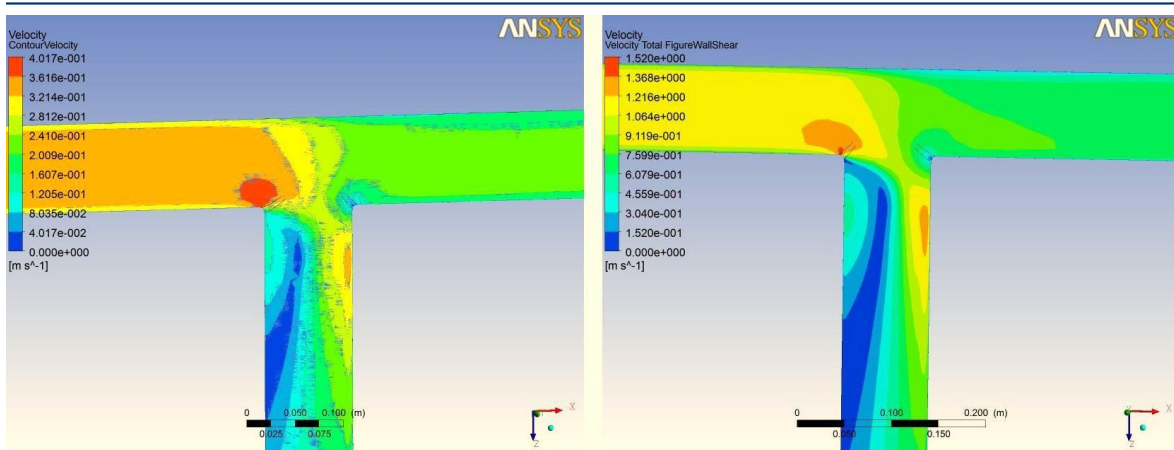 ANSYS
Velocity
ContourVelocity
4.017e-001
3.616e-001
3.214e-001
2.812e-001
2.410e-001
2.009e-001
1.607e-001
1.205e-001
8.035e-002
4.017e-002
0.000e+000
[m s^-1]
0 0.050 0.100 (m)
0.025 0.075
X
Z
ANSYS
Velocity
Velocity Total FigureWallShear
1.520e+000
1.368e+000
1.216e+000
1.064e+000
9.119e-001
7.599e-001
6.079e-001
4.559e-001
3.040e-001
1.520e-001
0.000e+000
[m s^-1]
0 0.100 0.200 (m)
0.050 0.150
X
Z